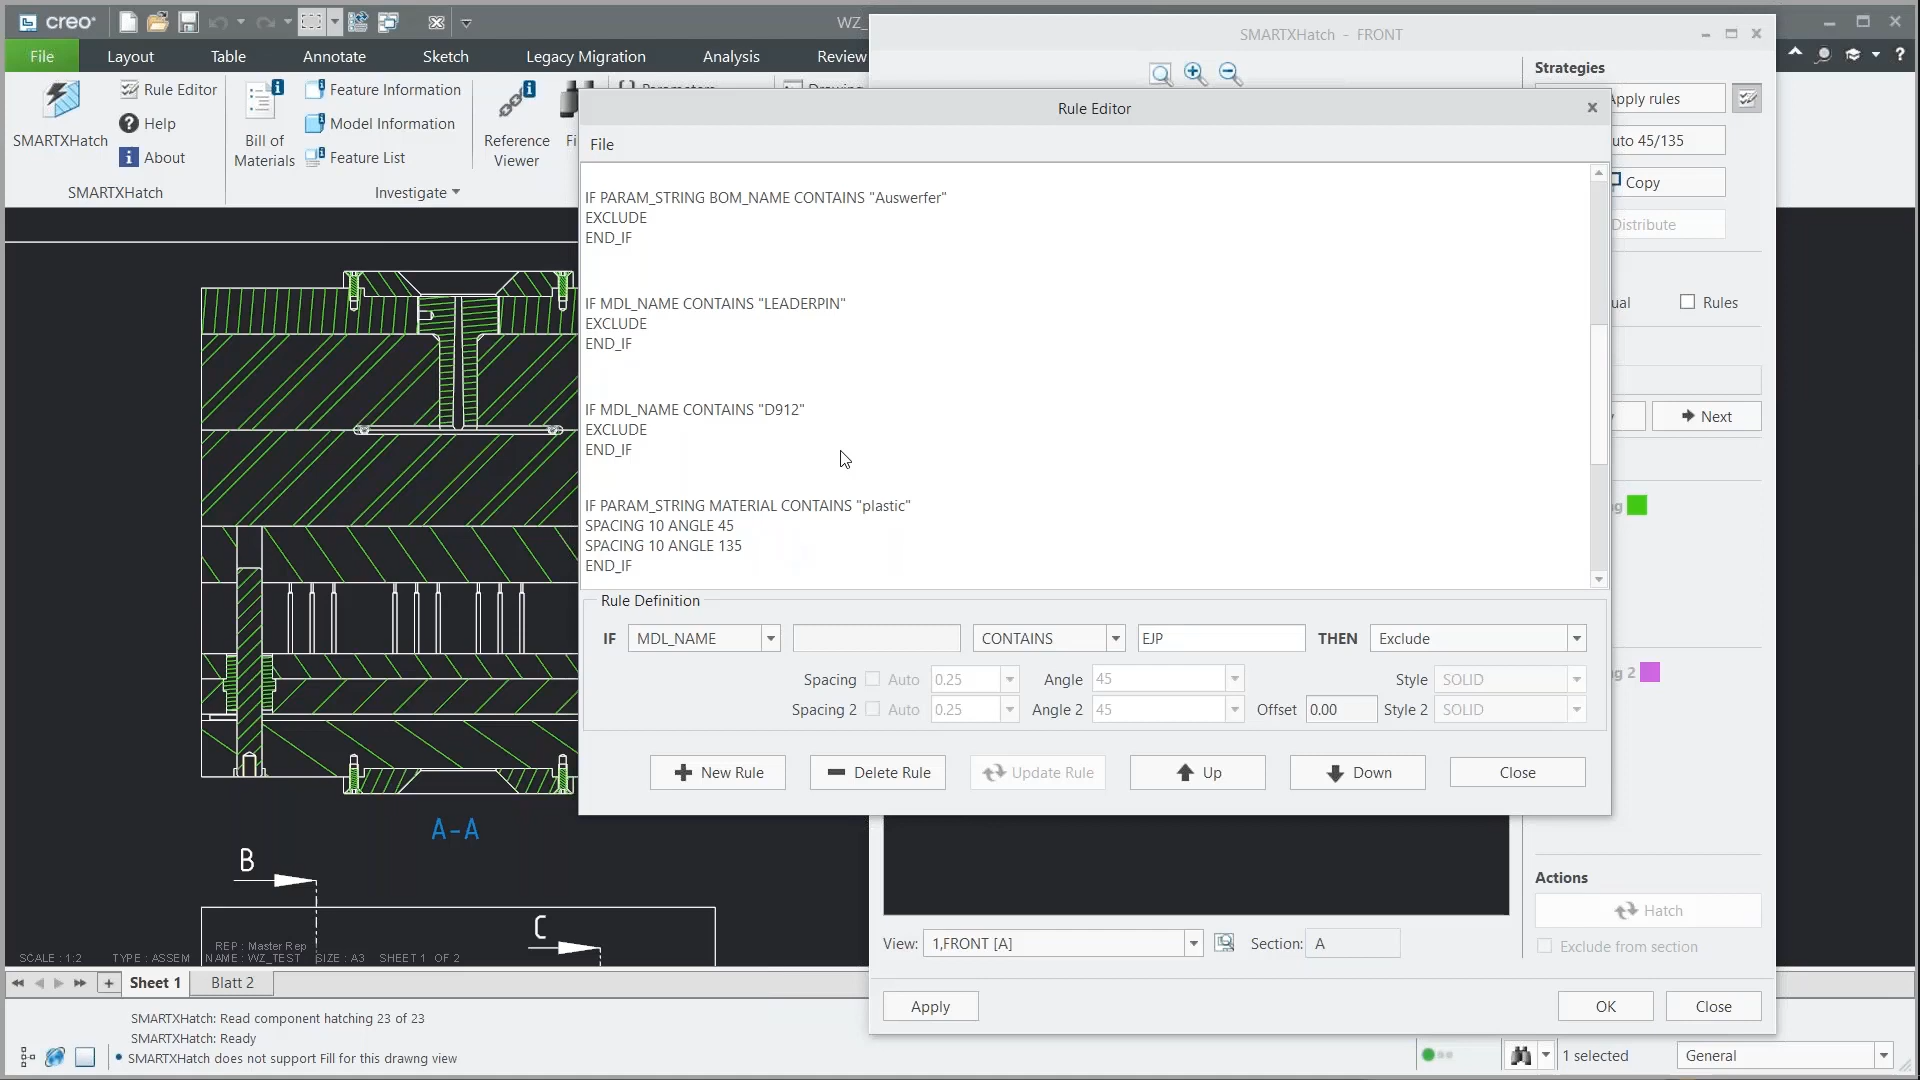 creo
WZ_
SMARTXHatch - FRONT
File
Layout
Table
Annotate
Sketch
Legacy Migration
Analysis
Review
SMARTXHatch
Rule Editor
Help
About
SMARTXHatch
Bill of
Materials
Feature Information
Model Information
Feature List
Investigate
Reference
Viewer
Fi
Strategies
Apply rules
uto 45/135
Copy
Distribute
ual
Rules
Next
Rule Editor
File
IF PARAM_STRING BOM_NAME CONTAINS "Auswerfer"
EXCLUDE
END_IF
IF MDL_NAME CONTAINS "LEADERPIN"
EXCLUDE
END_IF
IF MDL_NAME CONTAINS "D912"
EXCLUDE
END_IF
IF PARAM_STRING MATERIAL CONTAINS "plastic"
SPACING 10 ANGLE 45
SPACING 10 ANGLE 135
END_IF
Rule Definition
IF MDL_NAME CONTAINS EJP THEN Exclude
Spacing Auto 0.25 Angle 45 Style SOLID
Spacing 2 Auto 0.25 Angle 2 45 Offset 0.00 Style 2 SOLID
New Rule
Delete Rule
Update Rule
Up
Down
Close
g
g 2
A-A
B
C
REP : Master Rep
SCALE : 1:2 TYPE : ASSEM NAME : WZ_TEST SIZE : A3 SHEET 1 OF 2
Actions
Hatch
Exclude from section
View: 1,FRONT [A] Section: A
Apply
OK
Close
Sheet 1
Blatt 2
SMARTXHatch: Read component hatching 23 of 23
SMARTXHatch: Ready
SMARTXHatch does not support Fill for this drawng view
1 selected
General